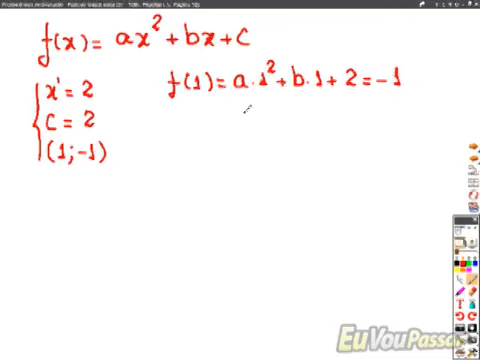 f(x) = ax² + bx + c
x' = 2
c = 2
(1; -1)
f(1) = a·1² + b·1 + 2 = -1
EuVouPassar